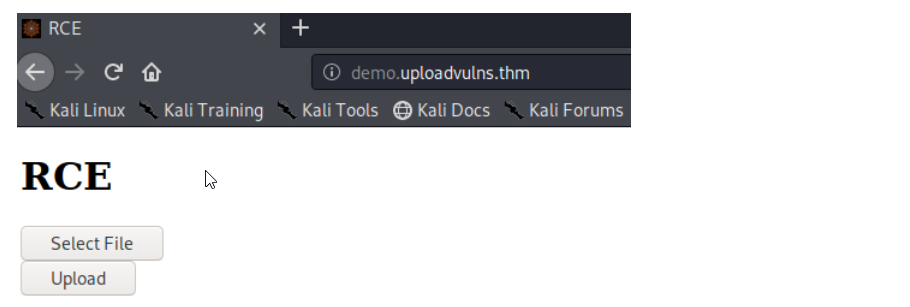 RCE
demo.uploadvulns.thm
Kali Linux Kali Training Kali Tools Kali Docs Kali Forums
RCE
Select File
Upload